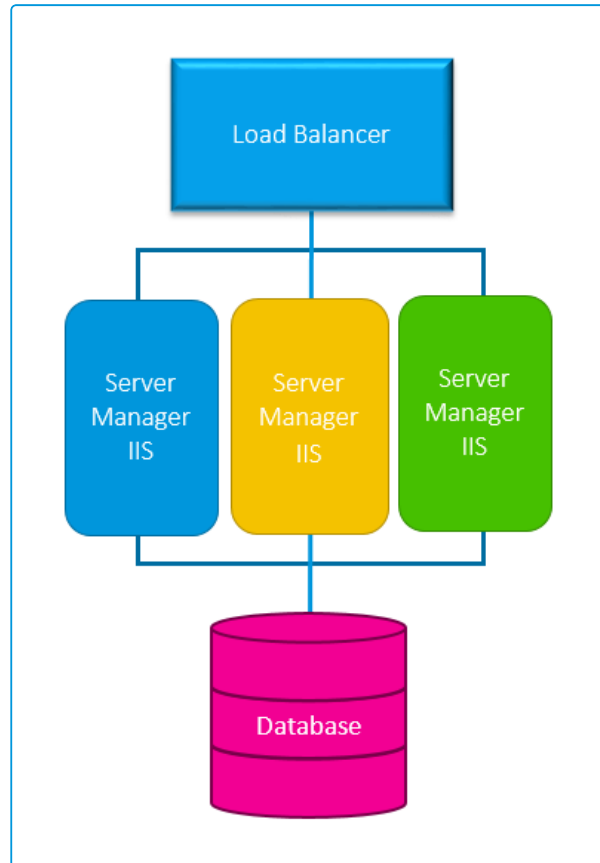 Load Balancer
Server
Manager
IIS
Server
Manager
IIS
Server
Manager
IIS
Database